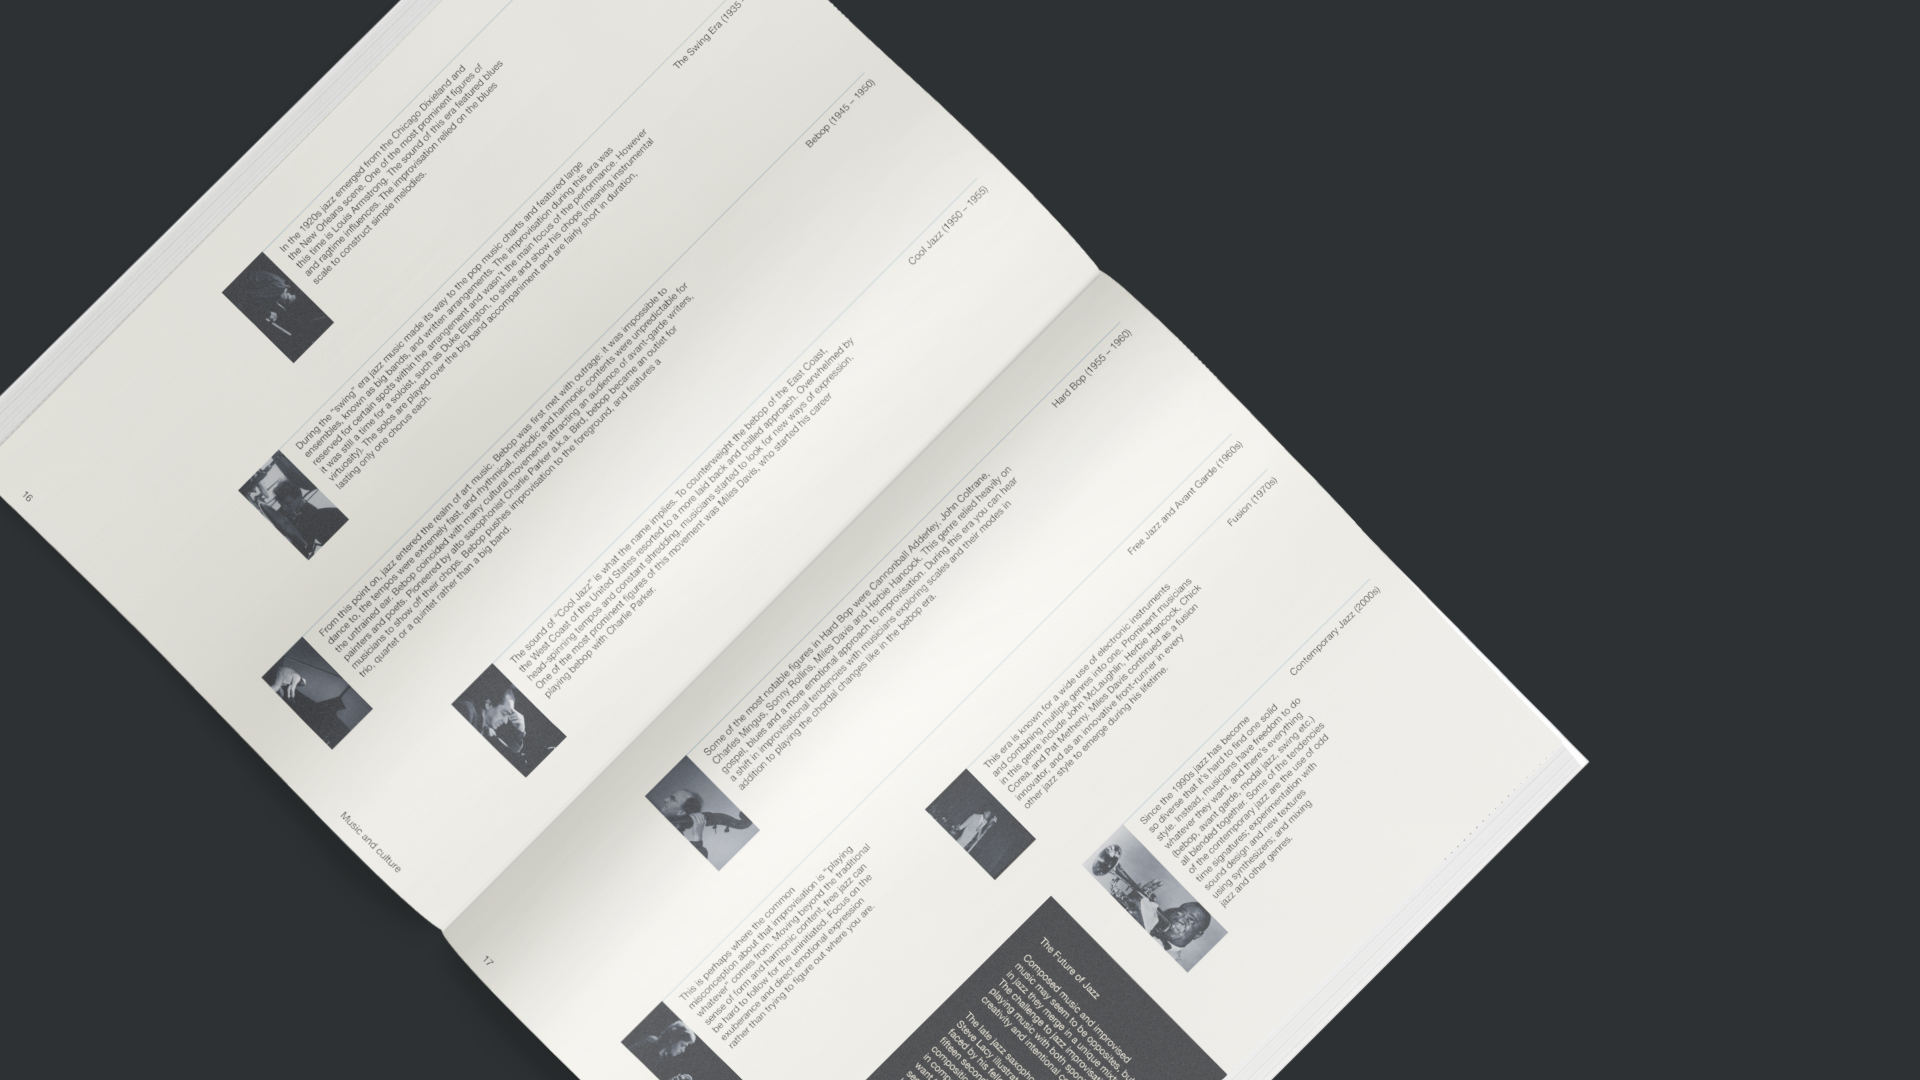 In the 1920s jazz emerged from the Chicago Dixieland and
the New Orleans scene. One of the most prominent figures of
this time is Louis Armstrong. The sound of this era featured blues
and ragtime influences. The improvisation relied on the blues
scale to construct simple melodies.
The Swing Era (1935
During the "swing" era jazz music made its way to the pop music charts and featured large
ensembles, known as big bands, and written arrangements. The improvisation during this era was
reserved for certain spots within the arrangement and wasn't the main focus of the performance. However
it was still a time for a soloist, such as Duke Ellington, to shine and show his chops (meaning instrumental
virtuosity). The solos are played over the big band accompaniment and are fairly short in duration,
lasting only one chorus each.
Bebop (1945 – 1950)
From this point on, jazz entered the realm of art music. Bebop was first met with outrage: it was impossible to
dance to, the tempos were extremely fast, and rhythmical, melodic and harmonic contents were unpredictable for
the untrained ear. Bebop coincided with many cultural movements attracting an audience of avant-garde writers,
painters and poets. Pioneered by alto saxophonist Charlie Parker a.k.a. Bird, bebop became an outlet for
musicians to show off their chops. Bebop pushes improvisation to the foreground, and features a
trio, quartet or a quintet rather than a big band.
Cool Jazz (1950 – 1955)
The sound of "Cool Jazz" is what the name implies. To counterweight the bebop of the East Coast,
the West Coast of the United States resorted to a more laid back and chilled approach. Overwhelmed by
head-spinning tempos and constant shredding, musicians started to look for new ways of expression.
One of the most prominent figures of this movement was Miles Davis, who started his career
playing bebop with Charlie Parker.
16
Music and culture
Hard Bop (1955 – 1960)
Some of the most notable figures in Hard Bop were Cannonball Adderley, John Coltrane,
Charles Mingus, Sonny Rollins, Miles Davis and Herbie Hancock. This genre relied heavily on
gospel, blues and a more emotional approach to improvisation. During this era you can hear
a shift in improvisational tendencies with musicians exploring scales and their modes in
addition to playing the chordal changes like in the bebop era.
Free Jazz and Avant Garde (1960s)
This is perhaps where the common
misconception about that improvisation is "playing
whatever" comes from. Moving beyond the traditional
sense of form and harmonic content, free jazz can
be hard to follow for the uninitiated. Focus on the
exuberance and direct emotional expression
rather than trying to figure out where you are.
Fusion (1970s)
This era is known for a wide use of electronic instruments
and combining multiple genres into one. Prominent musicians
in this genre include John McLaughlin, Herbie Hancock, Chick
Corea, and Pat Metheny. Miles Davis continued as a fusion
innovator, and as an innovative front-runner in every
other jazz style to emerge during his lifetime.
Contemporary Jazz (2000s)
Since the 1990s jazz has become
so diverse that it's hard to find one solid
style. Instead, musicians have freedom to do
whatever they want, and there's everything
(bebop, avant garde, modal jazz, swing etc.)
all blended together. Some of the tendencies
of the contemporary jazz are the use of odd
time signatures; experimentation with
sound design and new textures
using synthesizers; and mixing
jazz and other genres.
17
The Future of Jazz
Composed music and improvised
music may seem to be opposites, but
in jazz they merge in a unique
The challenge to jazz
playing music with both
creativity and intentional
The late jazz
Steve Lacy
faced by his
fifteen
in
want